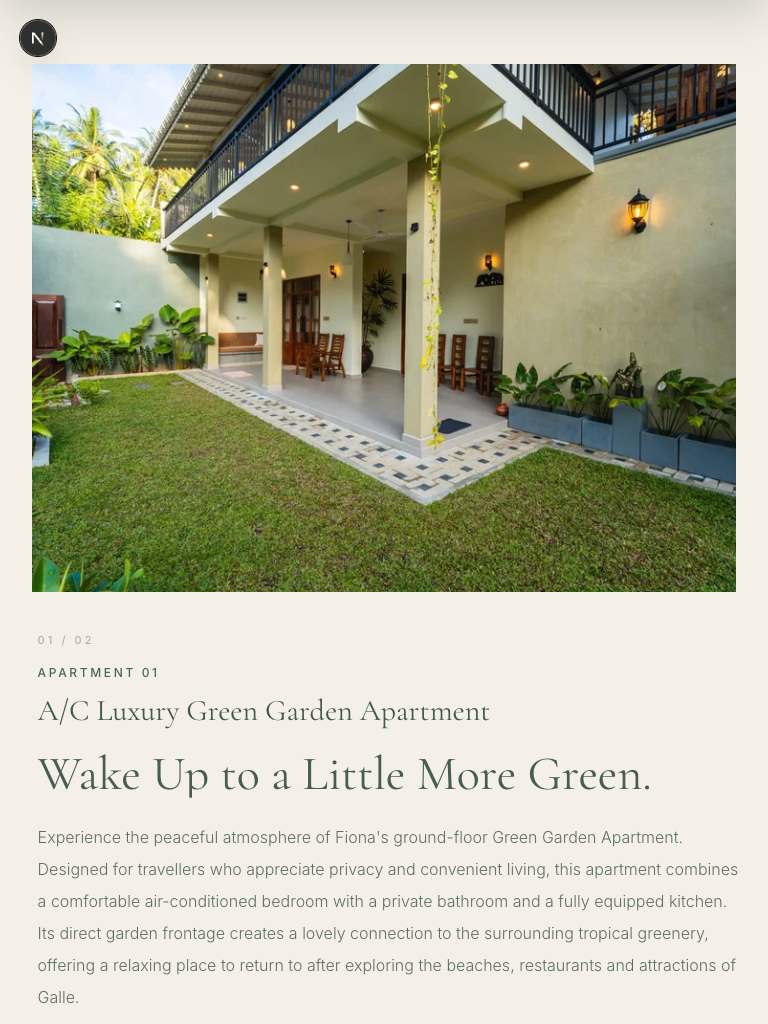 N
01 / 02
APARTMENT 01
A/C Luxury Green Garden Apartment
Wake Up to a Little More Green.
Experience the peaceful atmosphere of Fiona's ground-floor Green Garden Apartment.
Designed for travellers who appreciate privacy and convenient living, this apartment combines
a comfortable air-conditioned bedroom with a private bathroom and a fully equipped kitchen.
Its direct garden frontage creates a lovely connection to the surrounding tropical greenery,
offering a relaxing place to return to after exploring the beaches, restaurants and attractions of
Galle.